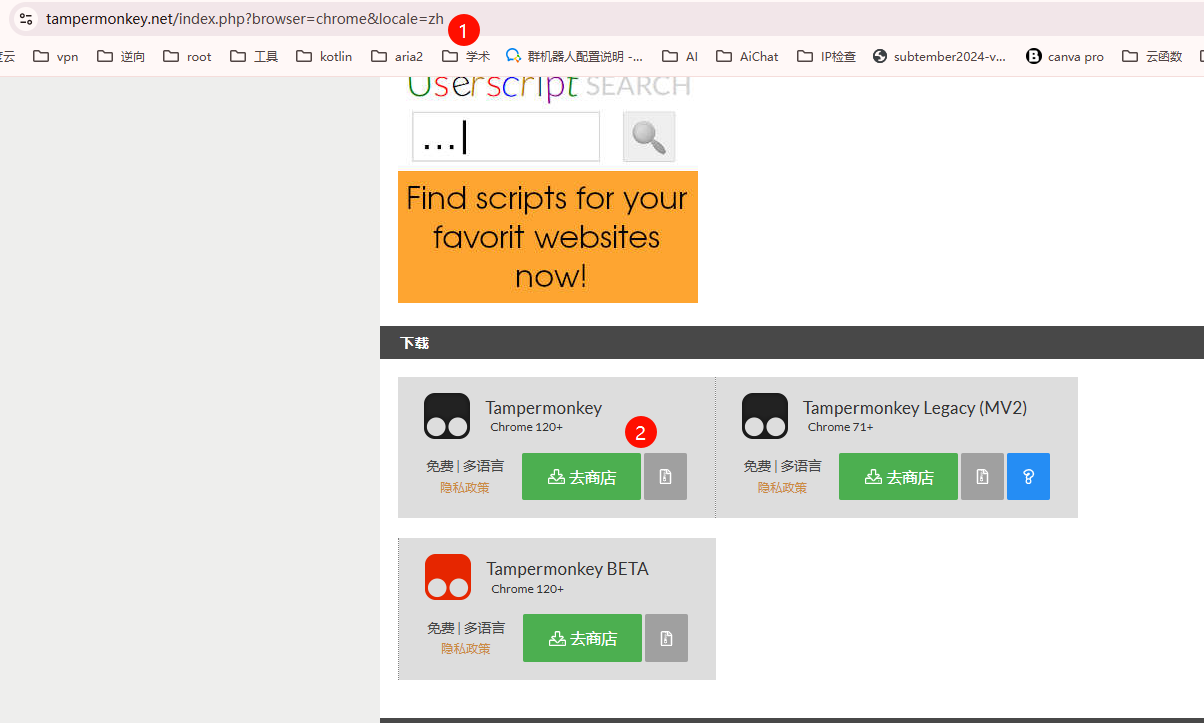 tampermonkey.net/index.php?browser=chrome&locale=zh
1
度云 vpn 逆向 root 工具 kotlin aria2 学术 群机器人配置说明 -... AI AiChat IP检查 subtember2024-v... canva pro 云函数
Userscript SEARCH
...
Find scripts for your
favorit websites
now!
下载
Tampermonkey
Chrome 120+
2
免费 | 多语言
隐私政策
去商店
Tampermonkey Legacy (MV2)
Chrome 71+
免费 | 多语言
隐私政策
去商店
?
Tampermonkey BETA
Chrome 120+
免费 | 多语言
隐私政策
去商店